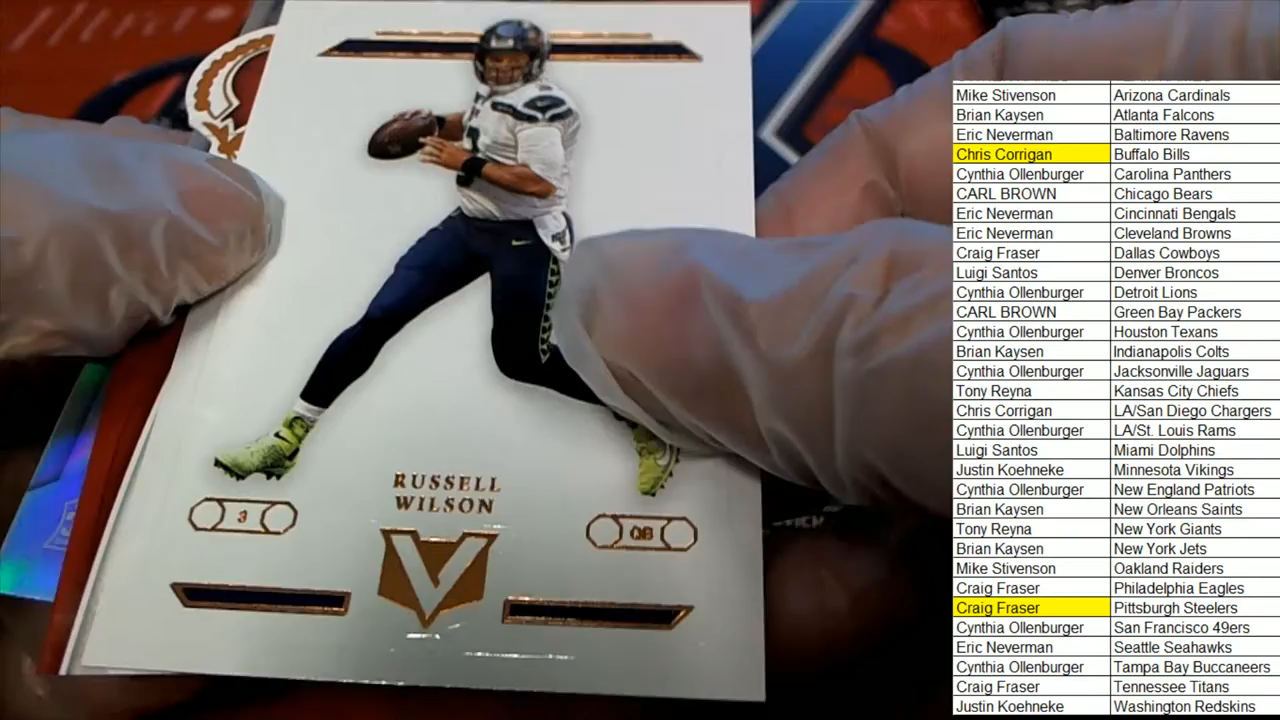 RUSSELL
WILSON
3
QB
V
Mike Stivenson Arizona Cardinals
Brian Kaysen Atlanta Falcons
Eric Neverman Baltimore Ravens
Chris Corrigan Buffalo Bills
Cynthia Ollenburger Carolina Panthers
CARL BROWN Chicago Bears
Eric Neverman Cincinnati Bengals
Eric Neverman Cleveland Browns
Craig Fraser Dallas Cowboys
Luigi Santos Denver Broncos
Cynthia Ollenburger Detroit Lions
CARL BROWN Green Bay Packers
Cynthia Ollenburger Houston Texans
Brian Kaysen Indianapolis Colts
Cynthia Ollenburger Jacksonville Jaguars
Tony Reyna Kansas City Chiefs
Chris Corrigan LA/San Diego Chargers
Cynthia Ollenburger LA/St. Louis Rams
Luigi Santos Miami Dolphins
Justin Koehneke Minnesota Vikings
Cynthia Ollenburger New England Patriots
Brian Kaysen New Orleans Saints
Tony Reyna New York Giants
Brian Kaysen New York Jets
Mike Stivenson Oakland Raiders
Craig Fraser Philadelphia Eagles
Craig Fraser Pittsburgh Steelers
Cynthia Ollenburger San Francisco 49ers
Eric Neverman Seattle Seahawks
Cynthia Ollenburger Tampa Bay Buccaneers
Craig Fraser Tennessee Titans
Justin Koehneke Washington Redskins